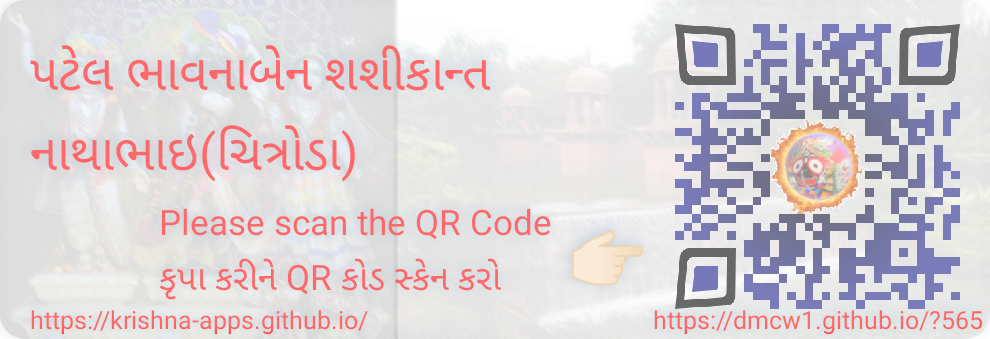 પટેલ ભાવનાબેન શશીકાન્ત
નાથાભાઇ(ચિત્રોડા)
Please scan the QR Code
કૃપા કરીને QR કોડ સ્કેન કરો
https://krishna-apps.github.io/
https://dmcw1.github.io/?565